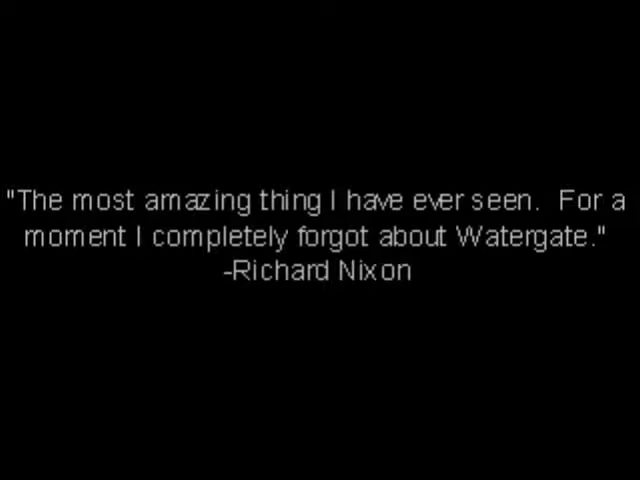 "The most amazing thing I have ever seen.  For a
moment I completely forgot about Watergate."
-Richard Nixon